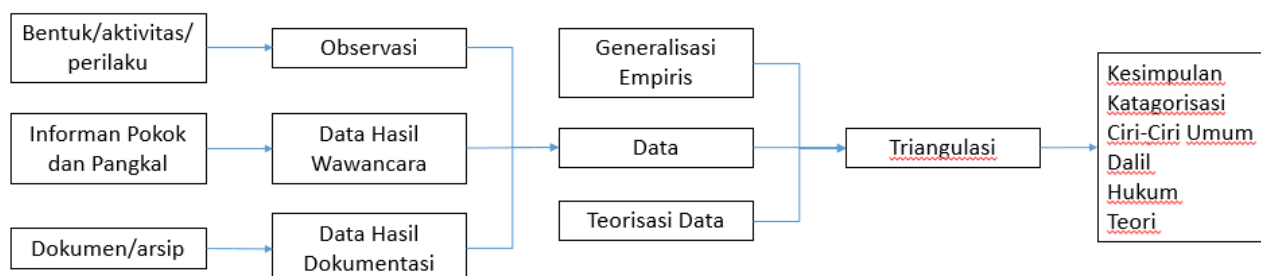 Bentuk/aktivitas/
perilaku
Observasi
Generalisasi
Empiris
Kesimpulan
Katagorisasi
Ciri-Ciri Umum
Dalil
Hukum
Teori
Informan Pokok
dan Pangkal
Data Hasil
Wawancara
Data
Triangulasi
Dokumen/arsip
Data Hasil
Dokumentasi
Teorisasi Data